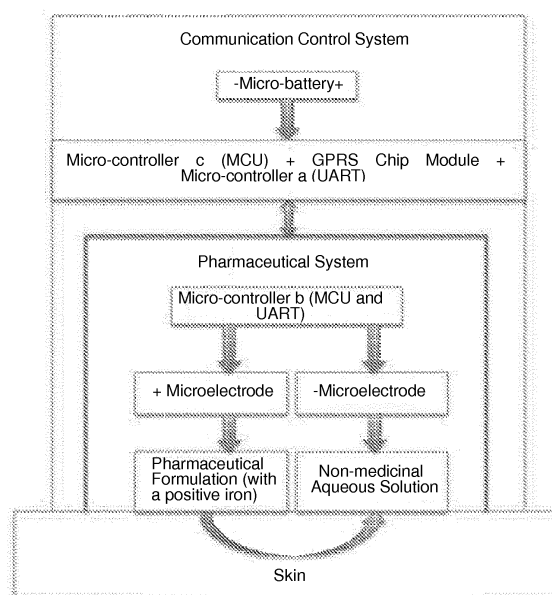 Communication Control System
-Micro-battery+
Micro-controller c (MCU) + GPRS Chip Module +
Micro-controller a (UART)
Pharmaceutical System
Micro-controller b (MCU and
UART)
+ Microelectrode
-Microelectrode
Pharmaceutical
Formulation (with
a positive iron)
Non-medicinal
Aqueous Solution
Skin